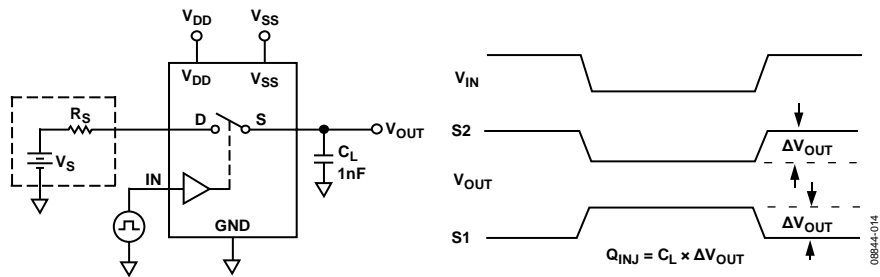 VDD
VSS
VDD
VSS
RS
VS
D
S
VOUT
CL
1nF
IN
GND
VIN
S2
ΔVOUT
VOUT
ΔVOUT
S1
QINJ = CL × ΔVOUT
08844-014